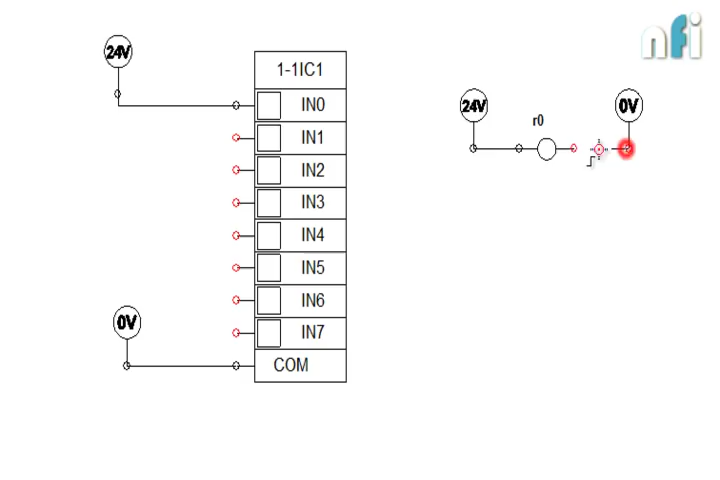 nfi
24V
1-1IC1
IN0
IN1
IN2
IN3
IN4
IN5
IN6
IN7
COM
0V
24V
r0
0V